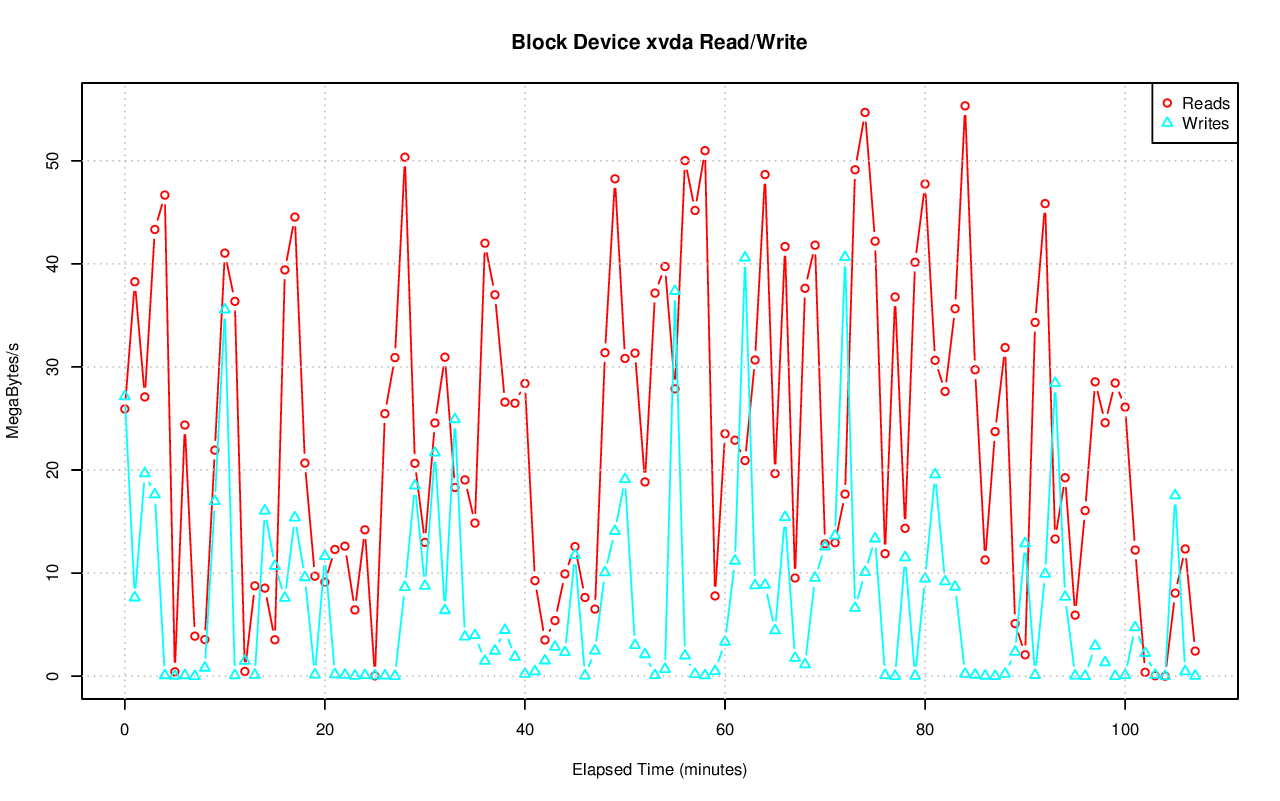 Block Device xvda Read/Write
Reads
Writes
MegaBytes/s
50
40
30
20
10
0
0 20 40 60 80 100
Elapsed Time (minutes)